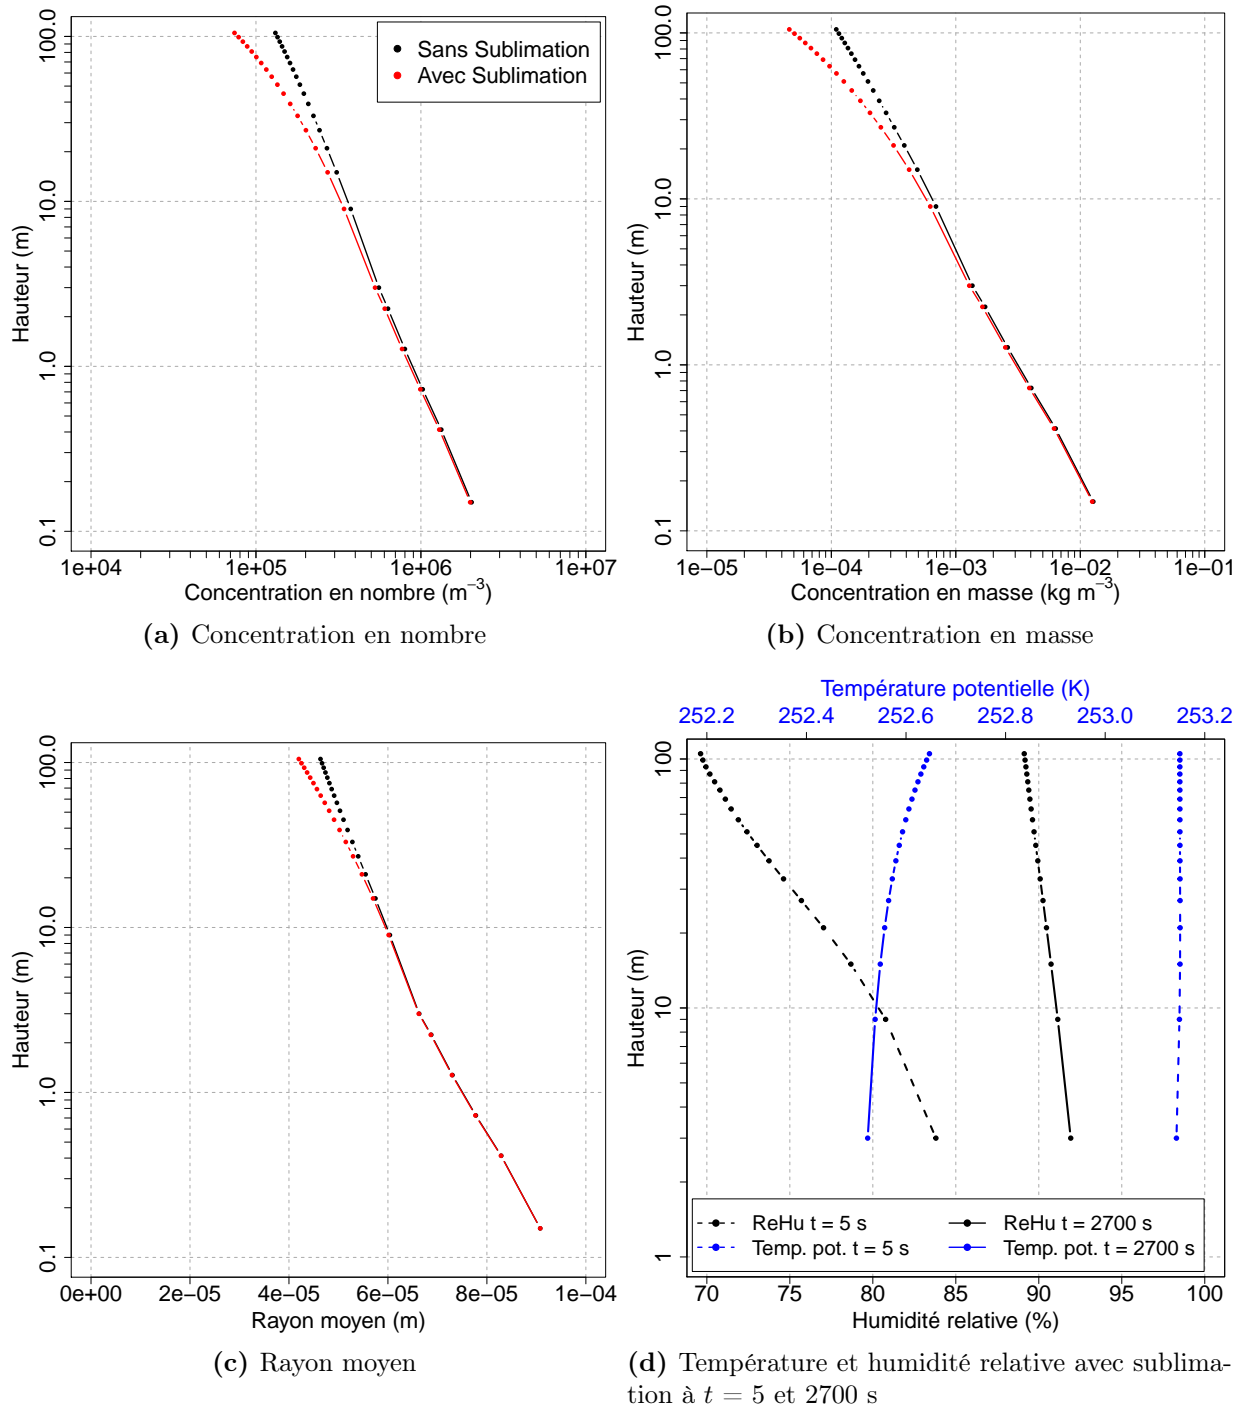 100.0
10.0
1.0
0.1
Hauteur (m)
Sans Sublimation
Avec Sublimation
1e+04 1e+05 1e+06 1e+07
Concentration en nombre (m−3)
(a) Concentration en nombre
100.0
10.0
1.0
0.1
Hauteur (m)
1e−05 1e−04 1e−03 1e−02 1e−01
Concentration en masse (kg m−3)
(b) Concentration en masse
100.0
10.0
1.0
0.1
Hauteur (m)
0e+00 2e−05 4e−05 6e−05 8e−05 1e−04
Rayon moyen (m)
(c) Rayon moyen
Température potentielle (K)
252.2 252.4 252.6 252.8 253.0 253.2
100
10
1
Hauteur (m)
ReHu t = 5 s
Temp. pot. t = 5 s
ReHu t = 2700 s
Temp. pot. t = 2700 s
70 75 80 85 90 95 100
Humidité relative (%)
(d) Température et humidité relative avec sublima-
tion à t = 5 et 2700 s